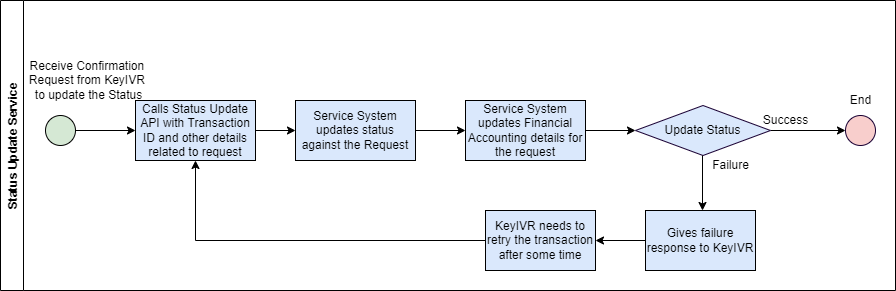 Status Update Service
Receive Confirmation
Request from KeyIVR
to update the Status
Calls Status Update
API with Transaction
ID and other details
related to request
Service System
updates status
against the Request
Service System
updates Financial
Accounting details for
the request
Update Status
Success
End
Failure
KeyIVR needs to
retry the transaction
after some time
Gives failure
response to KeyIVR